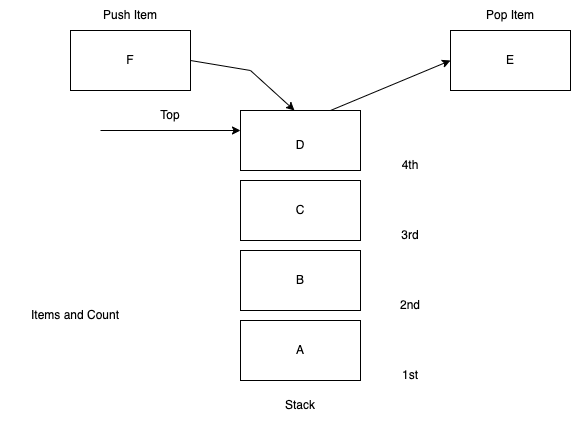 Push Item
Pop Item
F
E
Top
D
4th
C
3rd
B
2nd
Items and Count
A
1st
Stack